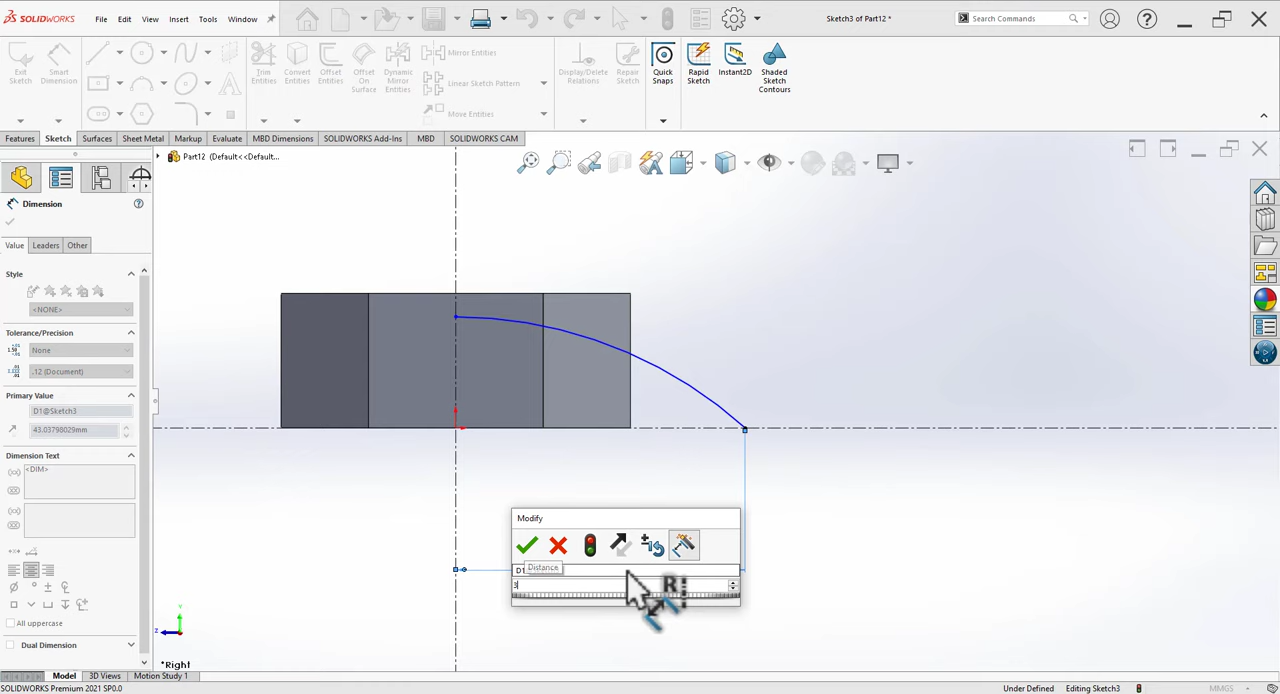 SOLIDWORKS File Edit View Insert Tools Window Sketch3 of Part12 * Search Commands
Exit Sketch
Smart Dimension
Trim Entities
Convert Entities
Offset Entities
Offset On Surface
Dynamic Mirror Entities
Mirror Entities
Linear Sketch Pattern
Move Entities
Display/Delete Relations
Repair Sketch
Quick Snaps
Rapid Sketch
Instant2D
Shaded Sketch Contours
Features Sketch Surfaces Sheet Metal Markup Evaluate MBD Dimensions SOLIDWORKS Add-Ins MBD SOLIDWORKS CAM
Part12 (Default<<Default...
Dimension
Value Leaders Other
Style
<NONE>
Tolerance/Precision
None
.12 (Document)
Primary Value
D1@Sketch3
43.03798029mm
Dimension Text
<DIM>
All uppercase
Dual Dimension
Modify
D1
Distance
3
R
Y
Z
*Right
Model 3D Views Motion Study 1
SOLIDWORKS Premium 2021 SP0.0 Under Defined Editing Sketch3 MMGS